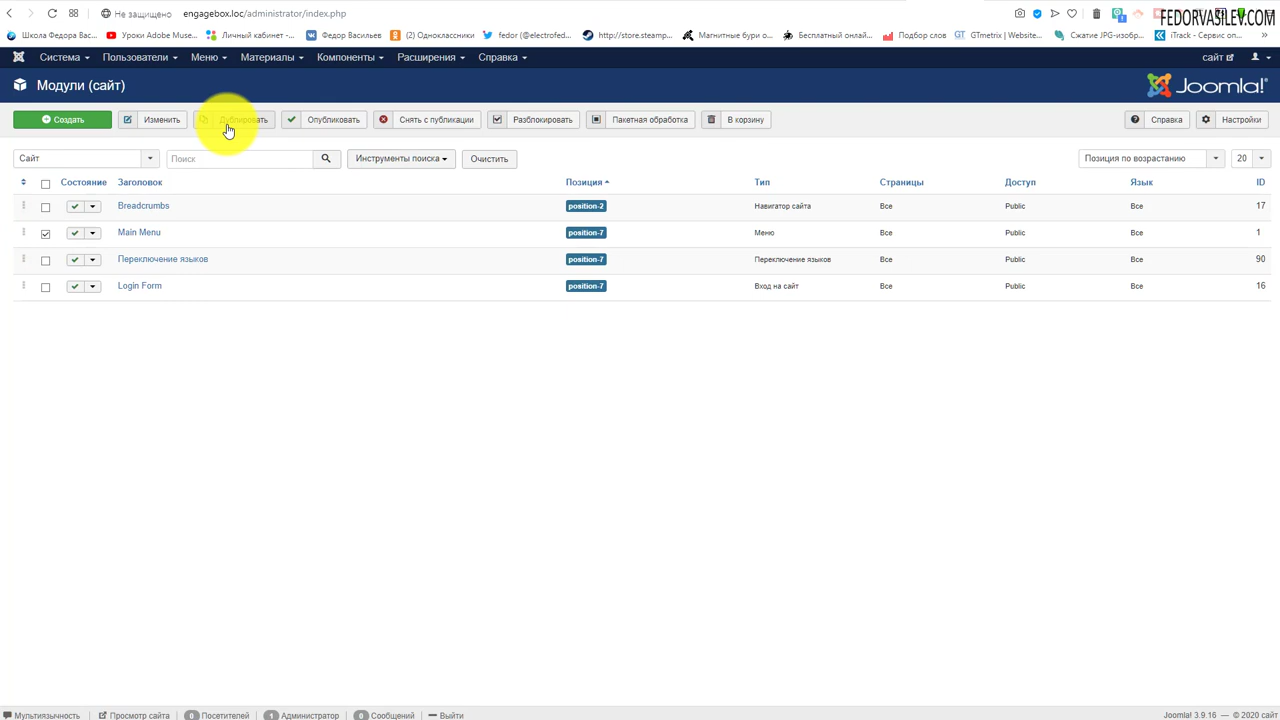 Не защищено engagebox.loc/administrator/index.php FEDORVASILEV.COM
Школа Федора Вас... Уроки Adobe Muse... Личный кабинет -... Федор Васильев (2) Одноклассники fedor (@electrofed... http://store.steamp... Магнитные бури о... Бесплатный онлай... Подбор слов GTmetrix | Website... Сжатие JPG-изобр... iTrack - Сервис оп... »
Система Пользователи Меню Материалы Компоненты Расширения Справка сайт
Модули (сайт) Joomla!
Создать Изменить Дублировать Опубликовать Снять с публикации Разблокировать Пакетная обработка В корзину Справка Настройки
Сайт Поиск Инструменты поиска Очистить Позиция по возрастанию 20
Состояние Заголовок Позиция Тип Страницы Доступ Язык ID
Breadcrumbs position-2 Навигатор сайта Все Public Все 17
Main Menu position-7 Меню Все Public Все 1
Переключение языков position-7 Переключение языков Все Public Все 90
Login Form position-7 Вход на сайт Все Public Все 16
Мультиязычность Просмотр сайта 0 Посетителей 1 Администратор 0 Сообщений Выйти Joomla! 3.9.16 — © 2020 сайт